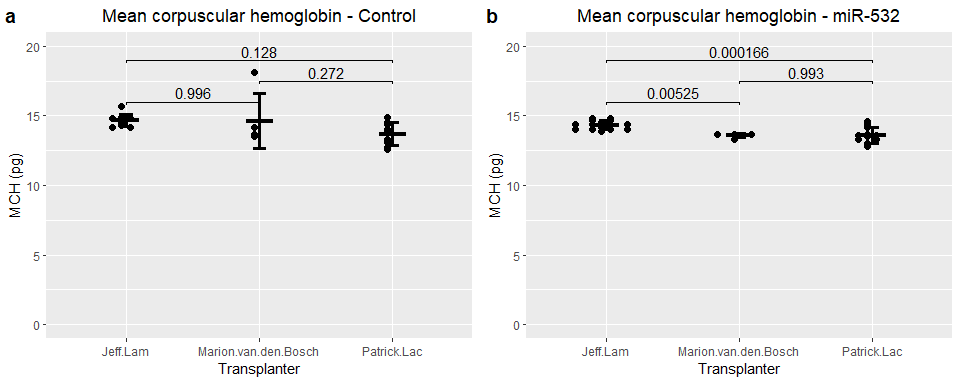 a
Mean corpuscular hemoglobin - Control
MCH (pg)
20
15
10
5
0
0.128
0.272
0.996
Jeff.Lam
Marion.van.den.Bosch
Patrick.Lac
Transplanter
b
Mean corpuscular hemoglobin - miR-532
MCH (pg)
20
15
10
5
0
0.000166
0.993
0.00525
Jeff.Lam
Marion.van.den.Bosch
Patrick.Lac
Transplanter